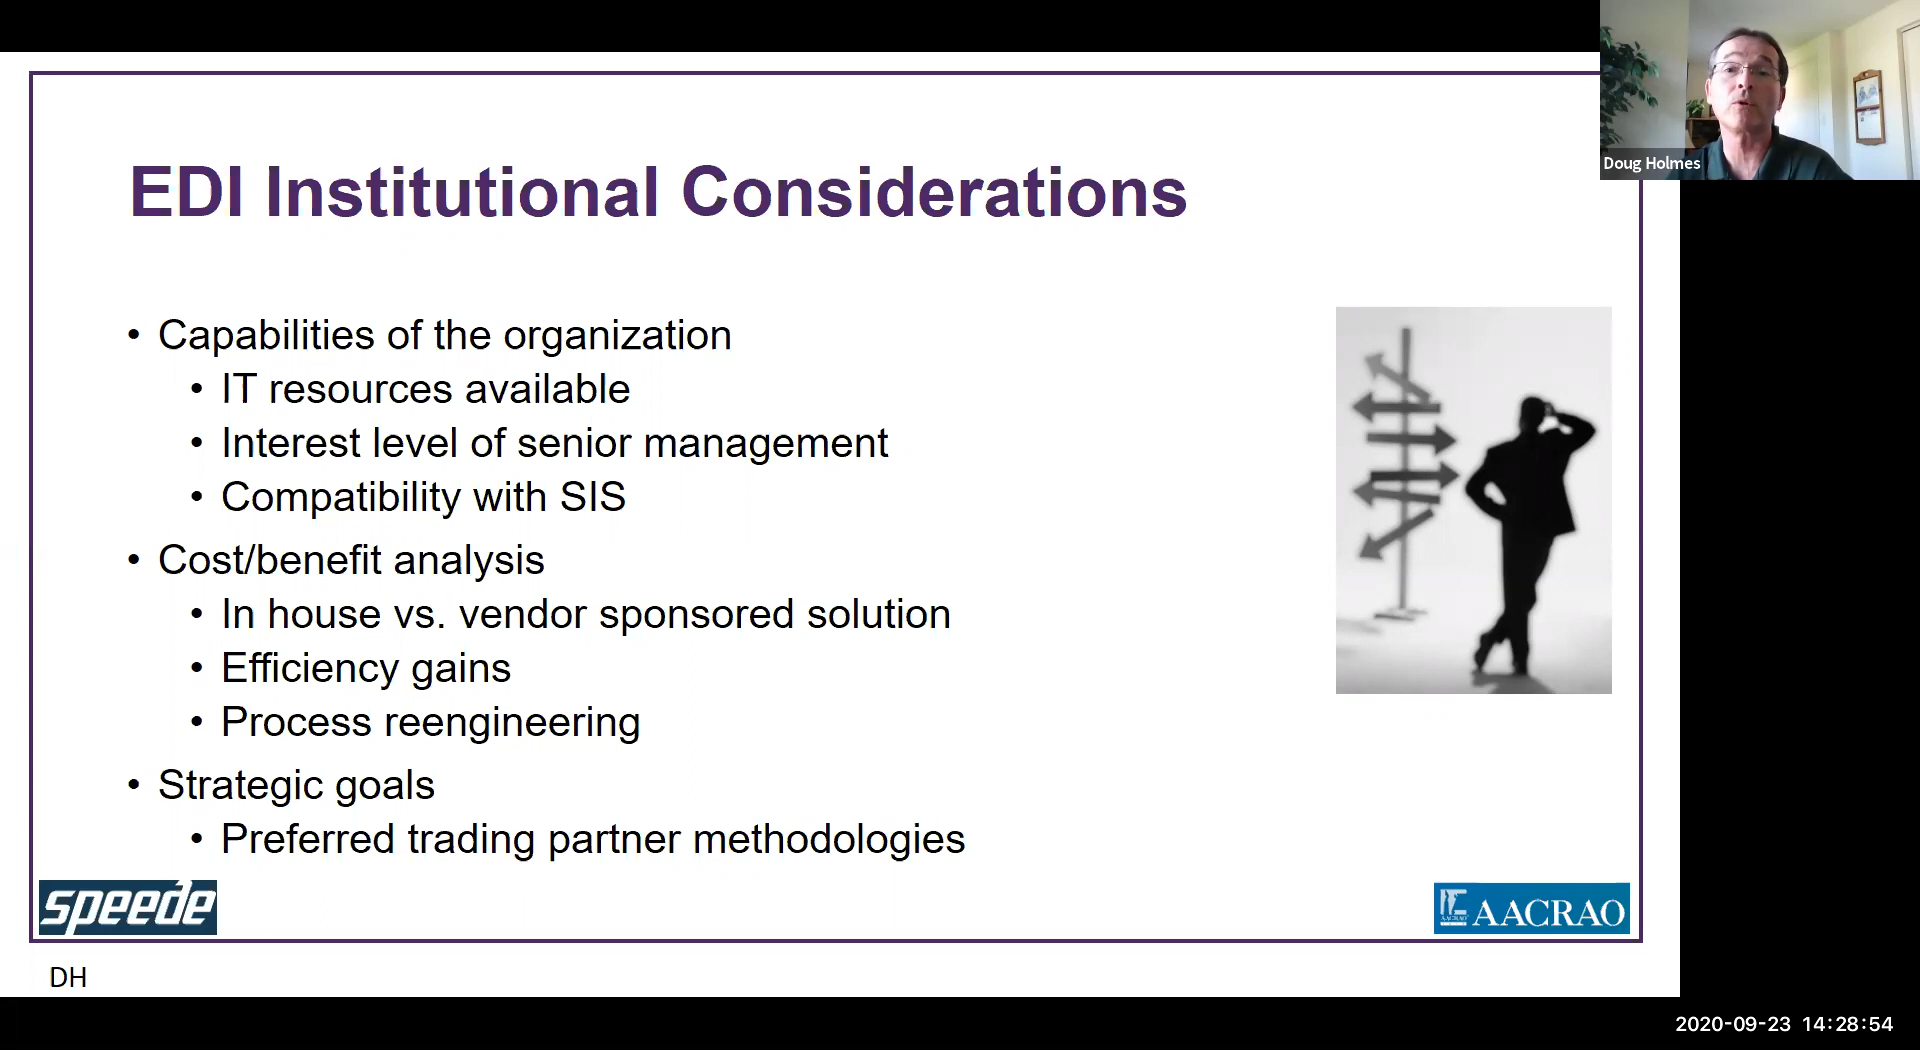 Doug Holmes
EDI Institutional Considerations
• Capabilities of the organization
• IT resources available
• Interest level of senior management
• Compatibility with SIS
• Cost/benefit analysis
• In house vs. vendor sponsored solution
• Efficiency gains
• Process reengineering
• Strategic goals
• Preferred trading partner methodologies
speede
AACRAO
DH
2020-09-23 14:28:54